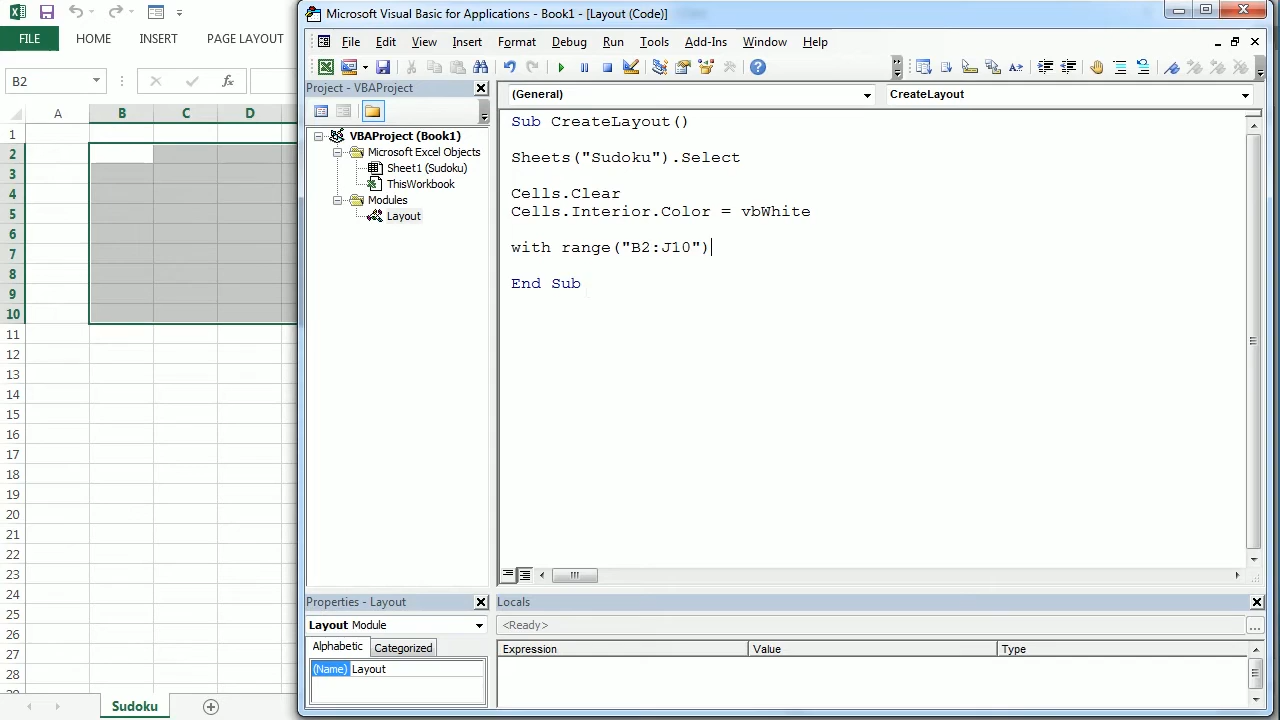 Microsoft Visual Basic for Applications - Book1 - [Layout (Code)]
FILE HOME INSERT PAGE LAYOUT
File Edit View Insert Format Debug Run Tools Add-Ins Window Help
B2
fx
Project - VBAProject
(General) CreateLayout
A B C D
1
2
3
4
5
6
7
8
9
10
11
12
13
14
15
16
17
18
19
20
21
22
23
24
25
26
27
28
VBAProject (Book1)
Microsoft Excel Objects
Sheet1 (Sudoku)
ThisWorkbook
Modules
Layout
Sub CreateLayout()
Sheets("Sudoku").Select
Cells.Clear
Cells.Interior.Color = vbWhite
with range("B2:J10")
End Sub
Properties - Layout
Layout Module
Alphabetic Categorized
(Name) Layout
Locals
<Ready>
Expression Value Type
Sudoku